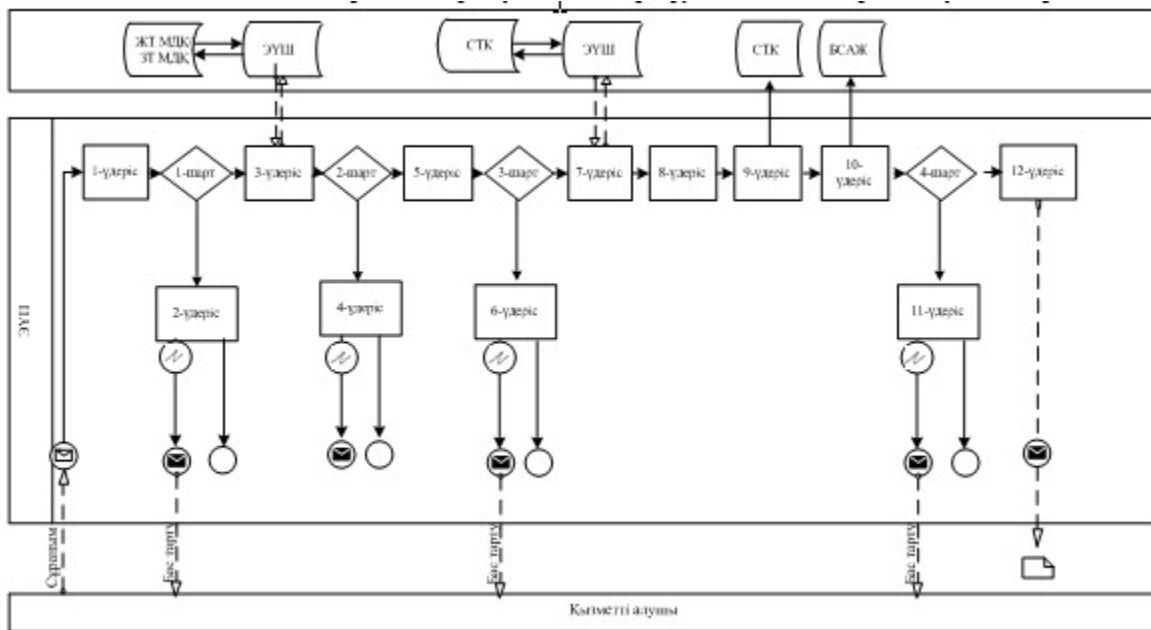 ЖТ МДҚ/
ЗТ МДҚ
ЭҮШ
СТК
ЭҮШ
СТК
БСАЖ
1-үдеріс
1-шарт
3-үдеріс
2-шарт
5-үдеріс
3-шарт
7-үдеріс
8-үдеріс
9-үдеріс
10-
үдеріс
4-шарт
12-үдеріс
2-үдеріс
4-үдеріс
6-үдеріс
11-үдеріс
Бас тарту
Бас тарту
Бас тарту
Қызметті алушы